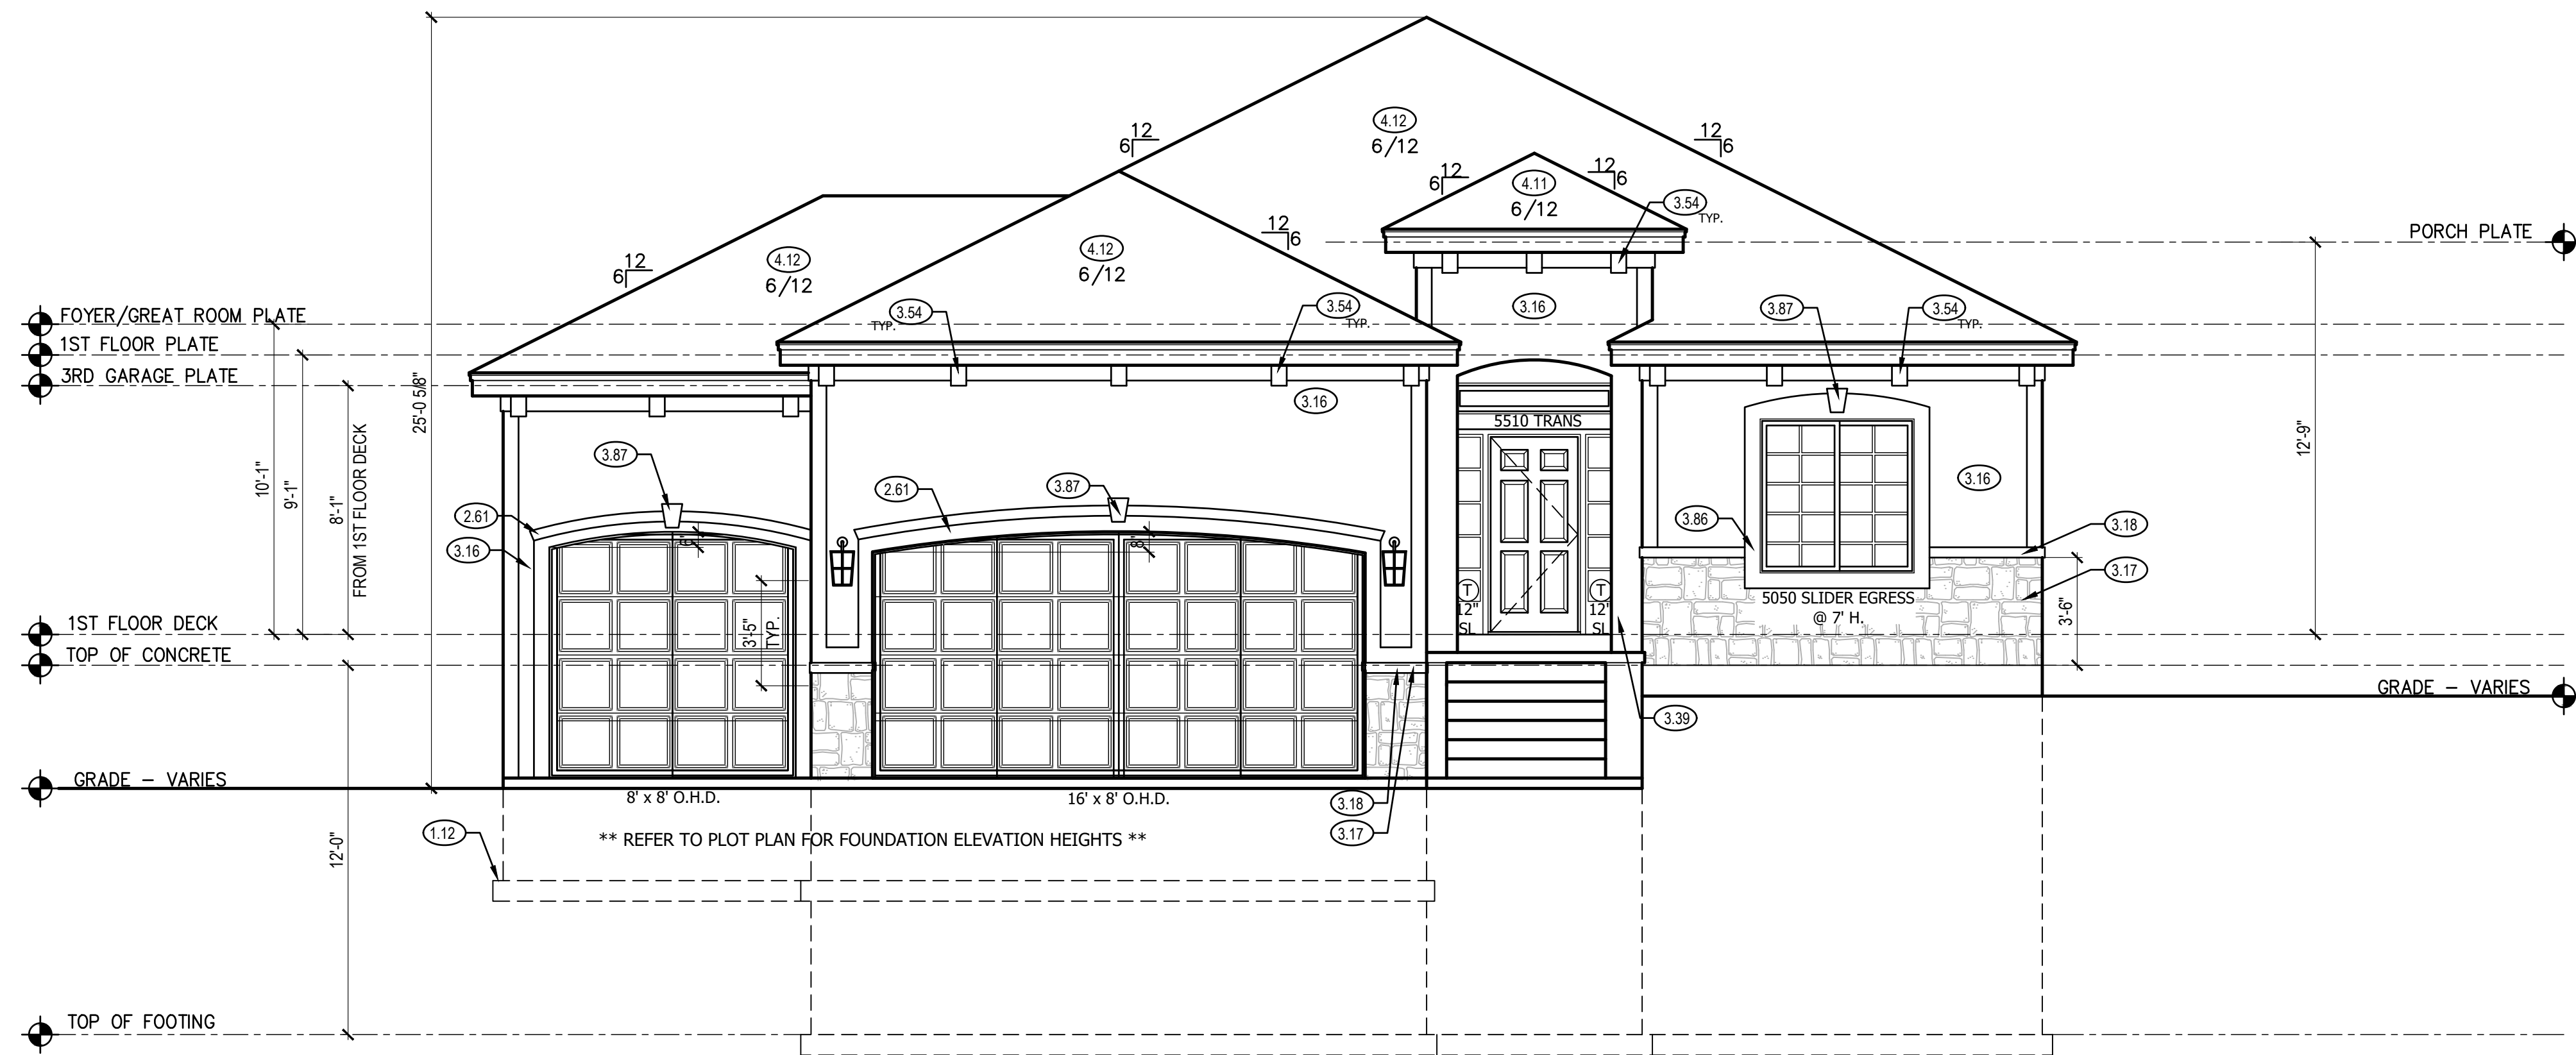 12
6
12
6
4.12
6/12
12
6
12
6
4.11
6/12
3.54
TYP.
12
6
PORCH PLATE
4.12
6/12
4.12
6/12
12
6
3.54
TYP.
3.54
TYP.
3.16
3.87
3.54
TYP.
FOYER/GREAT ROOM PLATE
1ST FLOOR PLATE
3RD GARAGE PLATE
25'-0 5/8"
12'-9"
3.16
5510 TRANS
10'-1"
9'-1"
8'-1"
FROM 1ST FLOOR DECK
3.87
2.61
3.87
3.16
2.61
3.16
3.86
3.18
3.17
6"
8"
T
12"
SL
T
12"
SL
5050 SLIDER EGRESS
@ 7' H.
3'-6"
3'-5"
TYP.
1ST FLOOR DECK
TOP OF CONCRETE
GRADE - VARIES
3.39
GRADE - VARIES
8' x 8' O.H.D.
16' x 8' O.H.D.
3.18
3.17
1.12
** REFER TO PLOT PLAN FOR FOUNDATION ELEVATION HEIGHTS **
12'-0"
TOP OF FOOTING